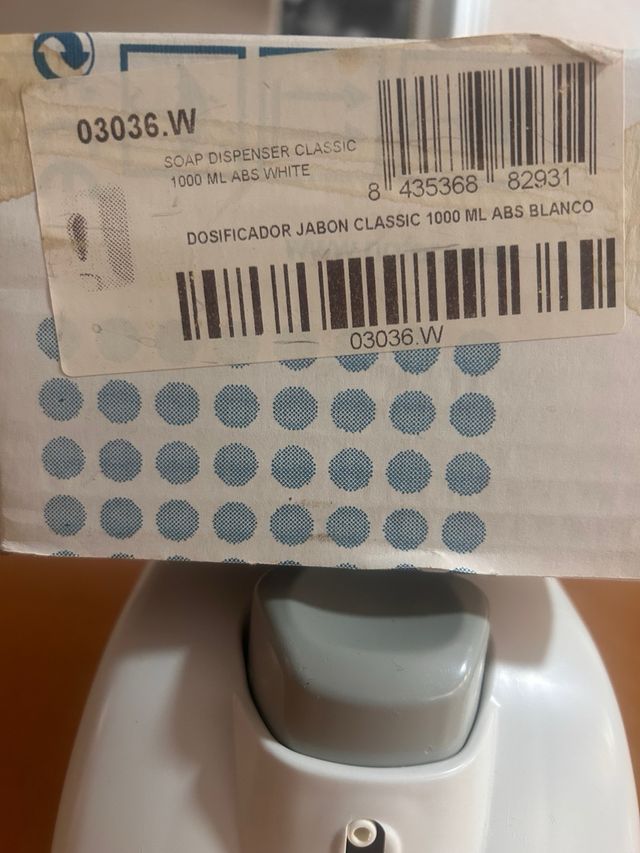 03036.W
SOAP DISPENSER CLASSIC
1000 ML ABS WHITE
8 435368 82931
DOSIFICADOR JABON CLASSIC 1000 ML ABS BLANCO
03036.W